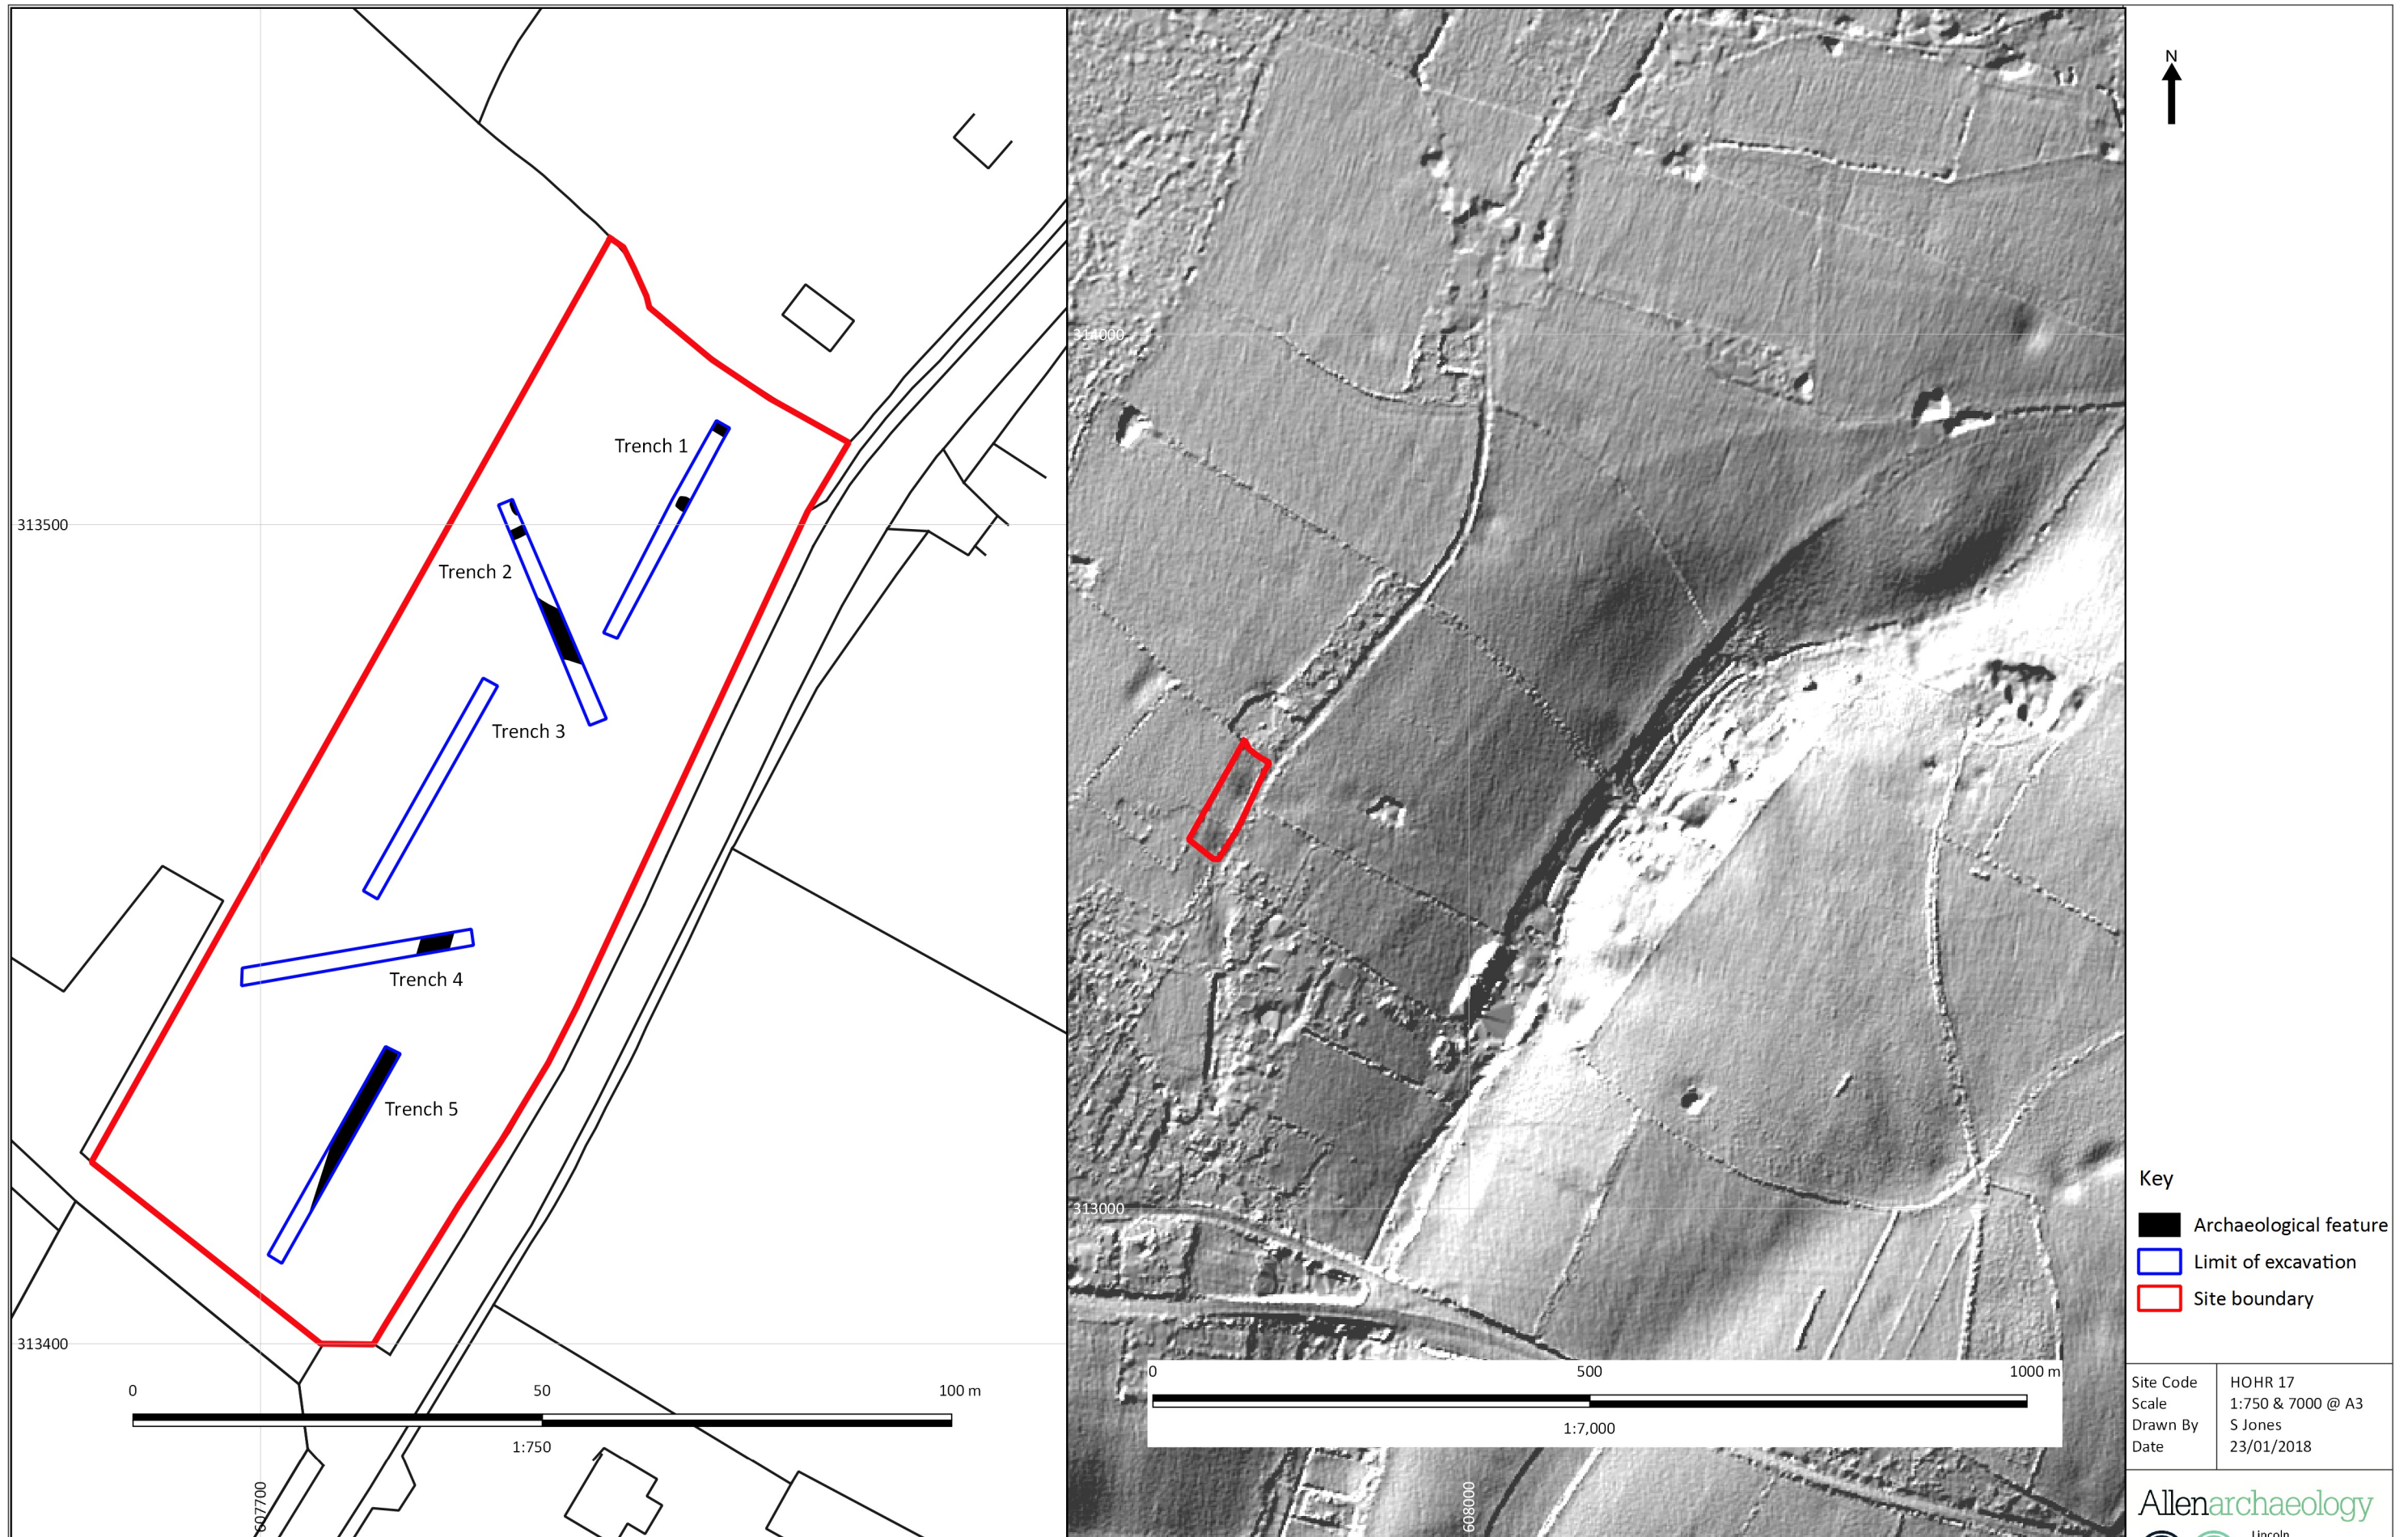 Trench 1
313500
Trench 2
Trench 3
Trench 4
Trench 5
313400
0 50 100 m
1:750
607700
314000
313000
0 500 1000 m
1:7,000
608000
N
Key
Archaeological feature
Limit of excavation
Site boundary
Site Code HOHR 17
Scale 1:750 & 7000 @ A3
Drawn By S Jones
Date 23/01/2018
Allenarchaeology
Lincoln